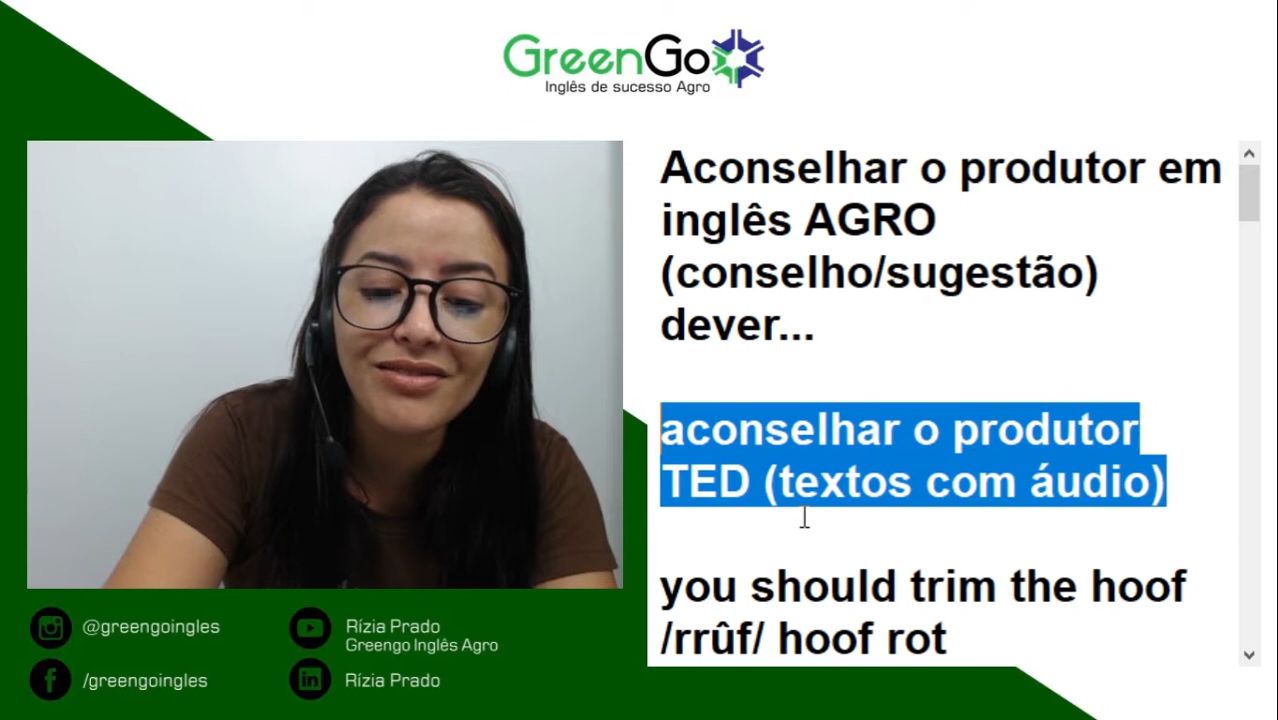 GreenGo
Inglês de sucesso Agro
Aconselhar o produtor em
inglês AGRO
(conselho/sugestão)
dever...
aconselhar o produtor
TED (textos com áudio)
you should trim the hoof
/rrûf/ hoof rot
@greengoingles
/greengoingles
Rízia Prado
Greengo Inglês Agro
Rízia Prado